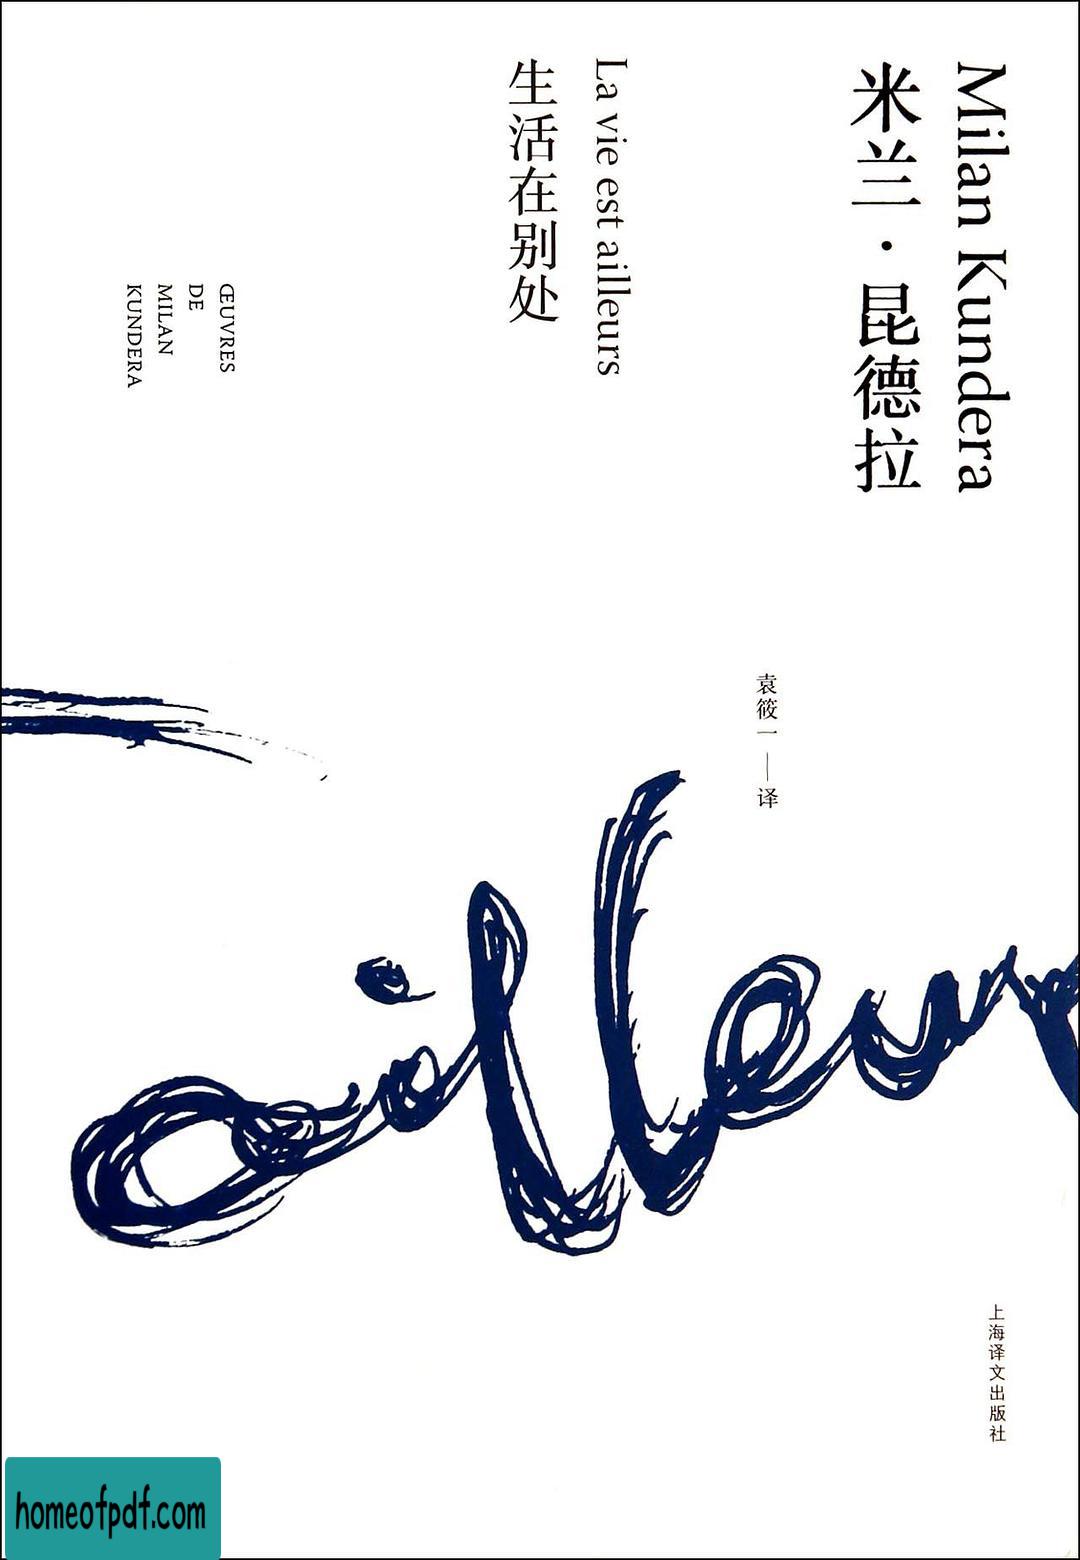 Milan Kundera
米兰·昆德拉
La vie est ailleurs
生活在别处
ŒUVRES
DE
MILAN
KUNDERA
袁筱一——译
ailleur
上海译文出版社
homeofpdf.com